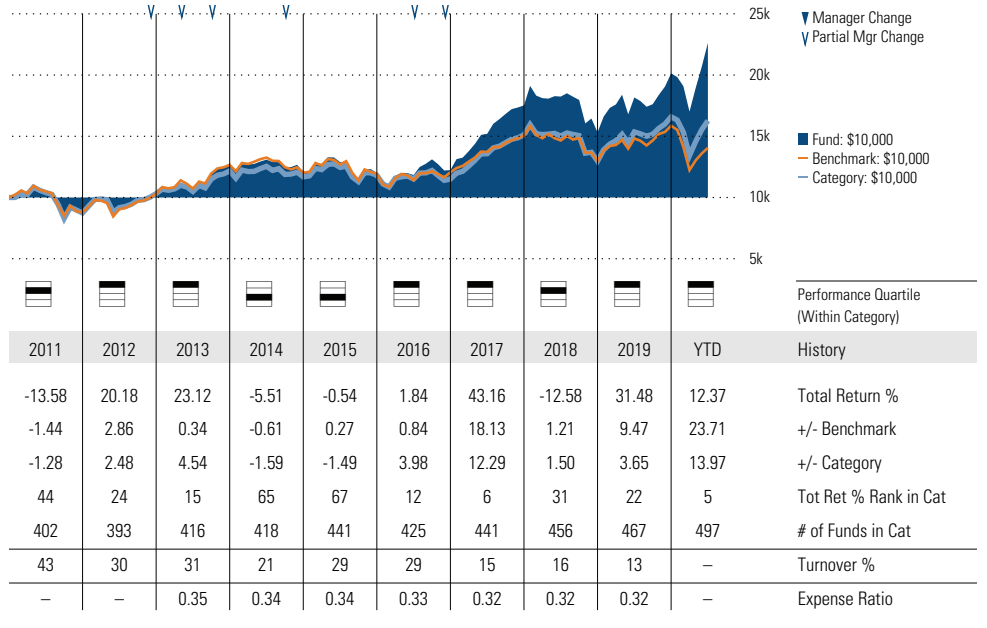 25k
Manager Change
Partial Mgr Change
20k
15k
Fund: $10,000
Benchmark: $10,000
Category: $10,000
10k
5k
Performance Quartile
(Within Category)
2011 2012 2013 2014 2015 2016 2017 2018 2019 YTD History
-13.58 20.18 23.12 -5.51 -0.54 1.84 43.16 -12.58 31.48 12.37 Total Return %
-1.44 2.86 0.34 -0.61 0.27 0.84 18.13 1.21 9.47 23.71 +/- Benchmark
-1.28 2.48 4.54 -1.59 -1.49 3.98 12.29 1.50 3.65 13.97 +/- Category
44 24 15 65 67 12 6 31 22 5 Tot Ret % Rank in Cat
402 393 416 418 441 425 441 456 467 497 # of Funds in Cat
43 30 31 21 29 29 15 16 13 – Turnover %
– – 0.35 0.34 0.34 0.33 0.32 0.32 0.32 – Expense Ratio